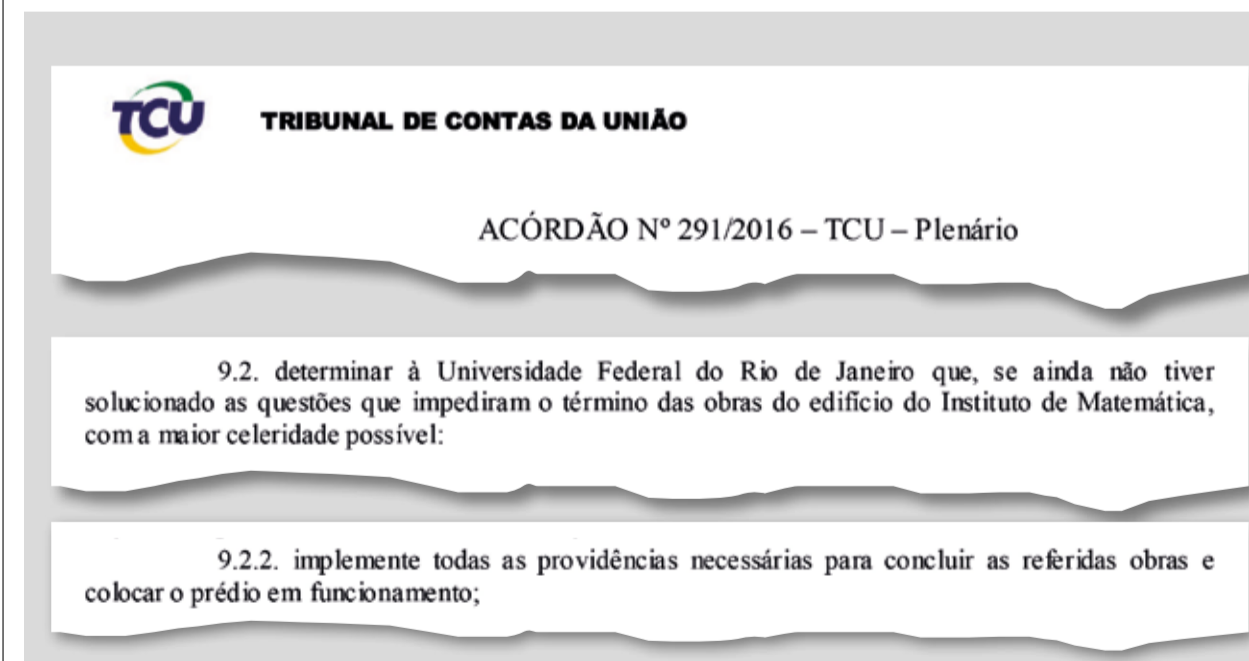 TCU
TRIBUNAL DE CONTAS DA UNIÃO
ACÓRDÃO Nº 291/2016 – TCU – Plenário
9.2. determinar à Universidade Federal do Rio de Janeiro que, se ainda não tiver
solucionado as questões que impediram o término das obras do edifício do Instituto de Matemática,
com a maior celeridade possível:
9.2.2. implemente todas as providências necessárias para concluir as referidas obras e
colocar o prédio em funcionamento;